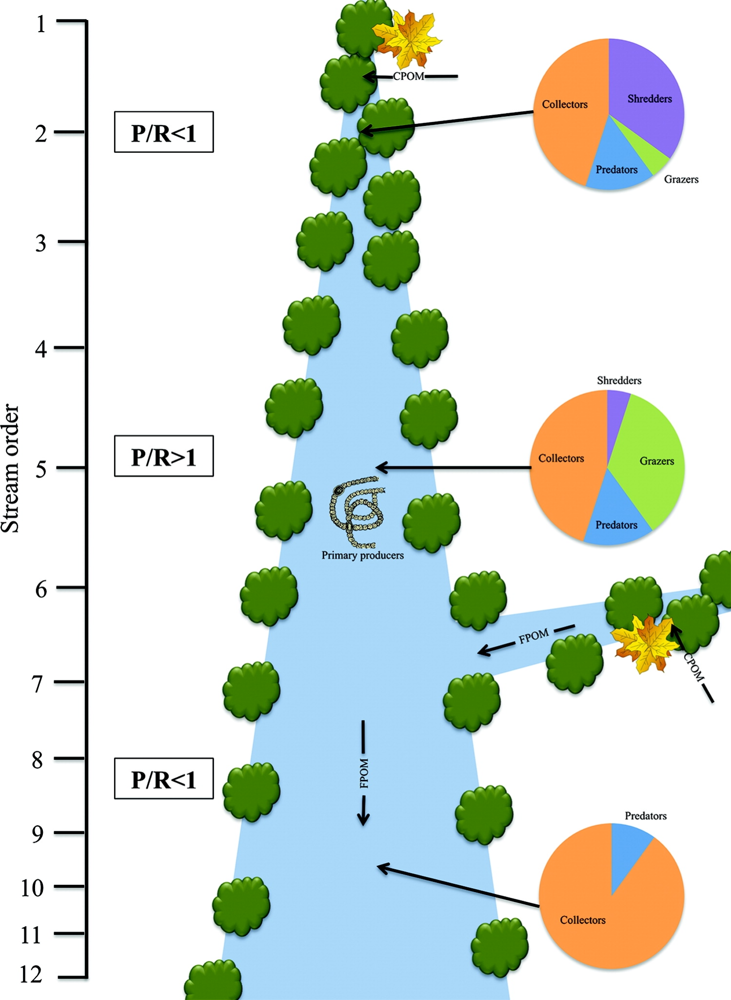 1
CPOM
Collectors
Shredders
P/R<1
2
Predators
Grazers
3
4
Shredders
Stream order
P/R>1
Collectors
Grazers
5
Predators
Primary producers
6
FPOM
CPOM
7
8
FPOM
P/R<1
9
Predators
10
Collectors
11
12